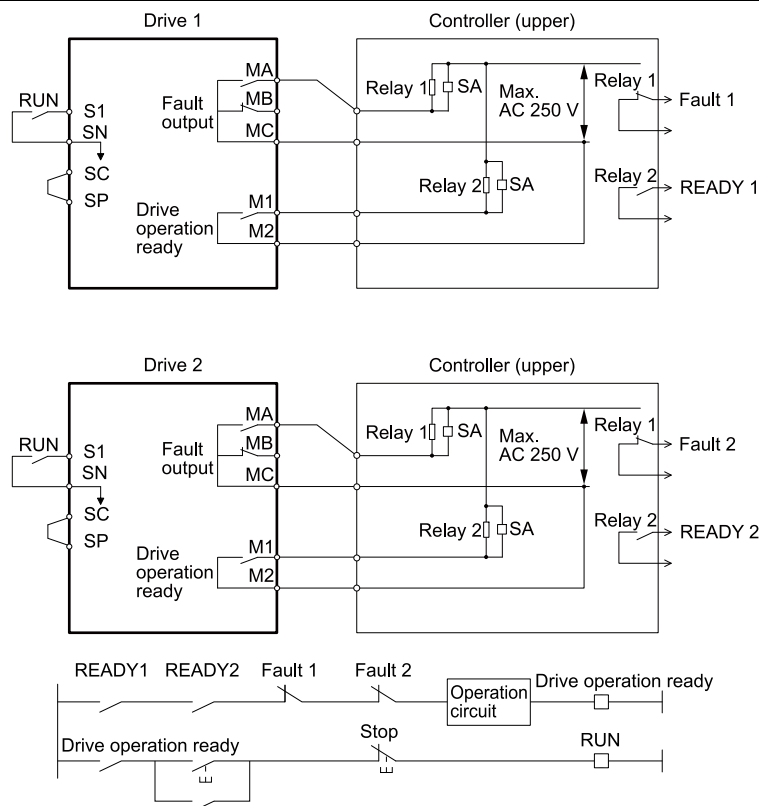 Drive 1
Controller (upper)
RUN
S1
SN
SC
SP
Fault
output
MA
MB
MC
Drive
operation
ready
M1
M2
Relay 1
SA
Max.
AC 250 V
Relay 2
SA
Relay 1
Fault 1
Relay 2
READY 1
Drive 2
Controller (upper)
RUN
S1
SN
SC
SP
Fault
output
MA
MB
MC
Drive
operation
ready
M1
M2
Relay 1
SA
Max.
AC 250 V
Relay 2
SA
Relay 1
Fault 2
Relay 2
READY 2
READY1
READY2
Fault 1
Fault 2
Operation
circuit
Drive operation ready
Drive operation ready
Stop
RUN